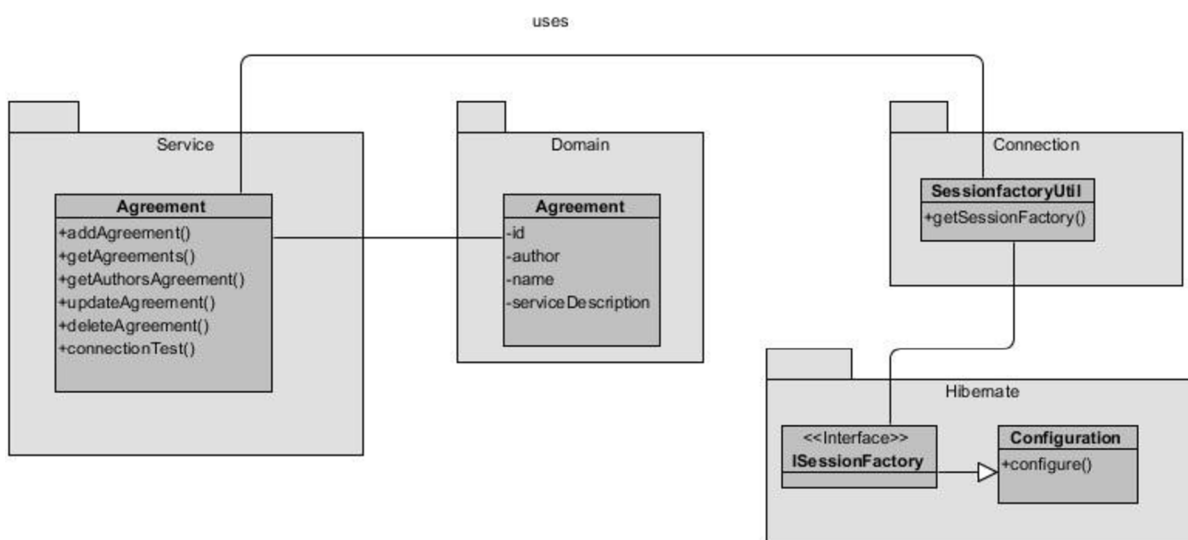 uses
Service
Agreement
+addAgreement()
+getAgreements()
+getAuthorsAgreement()
+updateAgreement()
+deleteAgreement()
+connectionTest()
Domain
Agreement
-id
-author
-name
-serviceDescription
Connection
SessionfactoryUtil
+getSessionFactory()
Hibernate
<<Interface>>
ISessionFactory
Configuration
+configure()